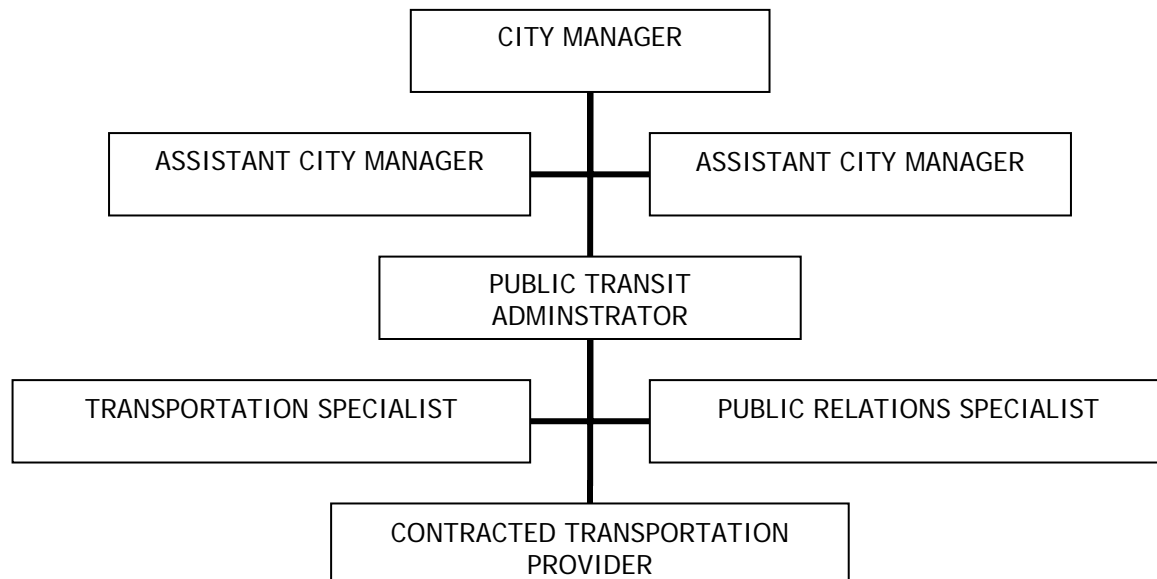 CITY MANAGER
ASSISTANT CITY MANAGER
ASSISTANT CITY MANAGER
PUBLIC TRANSIT
ADMINSTRATOR
TRANSPORTATION SPECIALIST
PUBLIC RELATIONS SPECIALIST
CONTRACTED TRANSPORTATION
PROVIDER